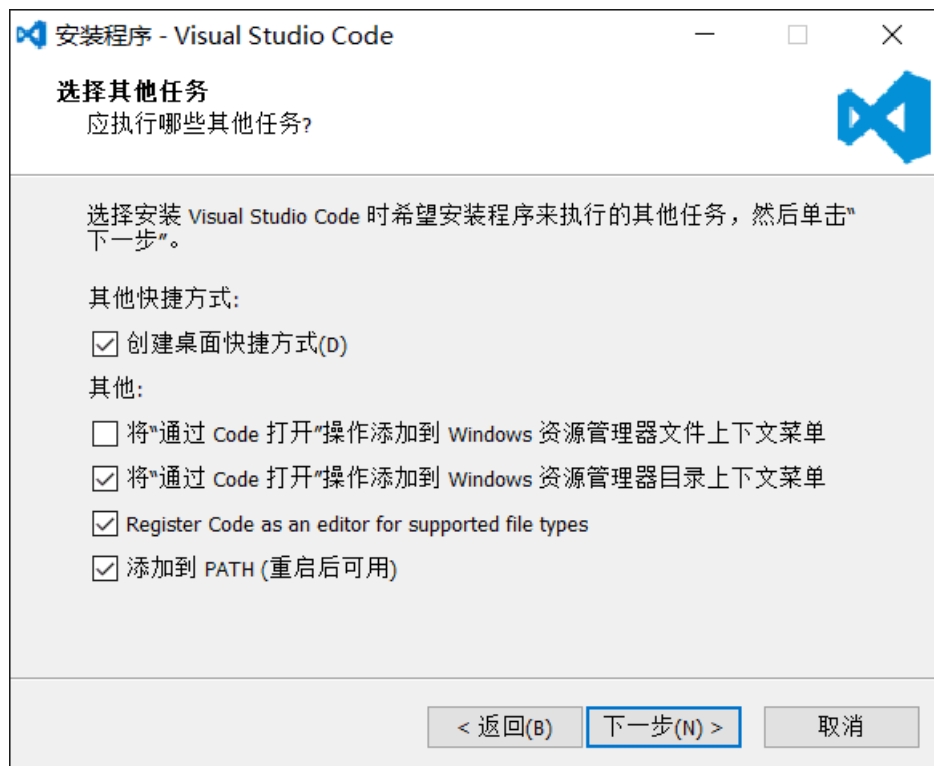 安装程序 - Visual Studio Code
选择其他任务
应执行哪些其他任务?
选择安装 Visual Studio Code 时希望安装程序来执行的其他任务，然后单击“
下一步”。
其他快捷方式:
创建桌面快捷方式(D)
其他:
将“通过 Code 打开”操作添加到 Windows 资源管理器文件上下文菜单
将“通过 Code 打开”操作添加到 Windows 资源管理器目录上下文菜单
Register Code as an editor for supported file types
添加到 PATH (重启后可用)
< 返回(B) 下一步(N) > 取消